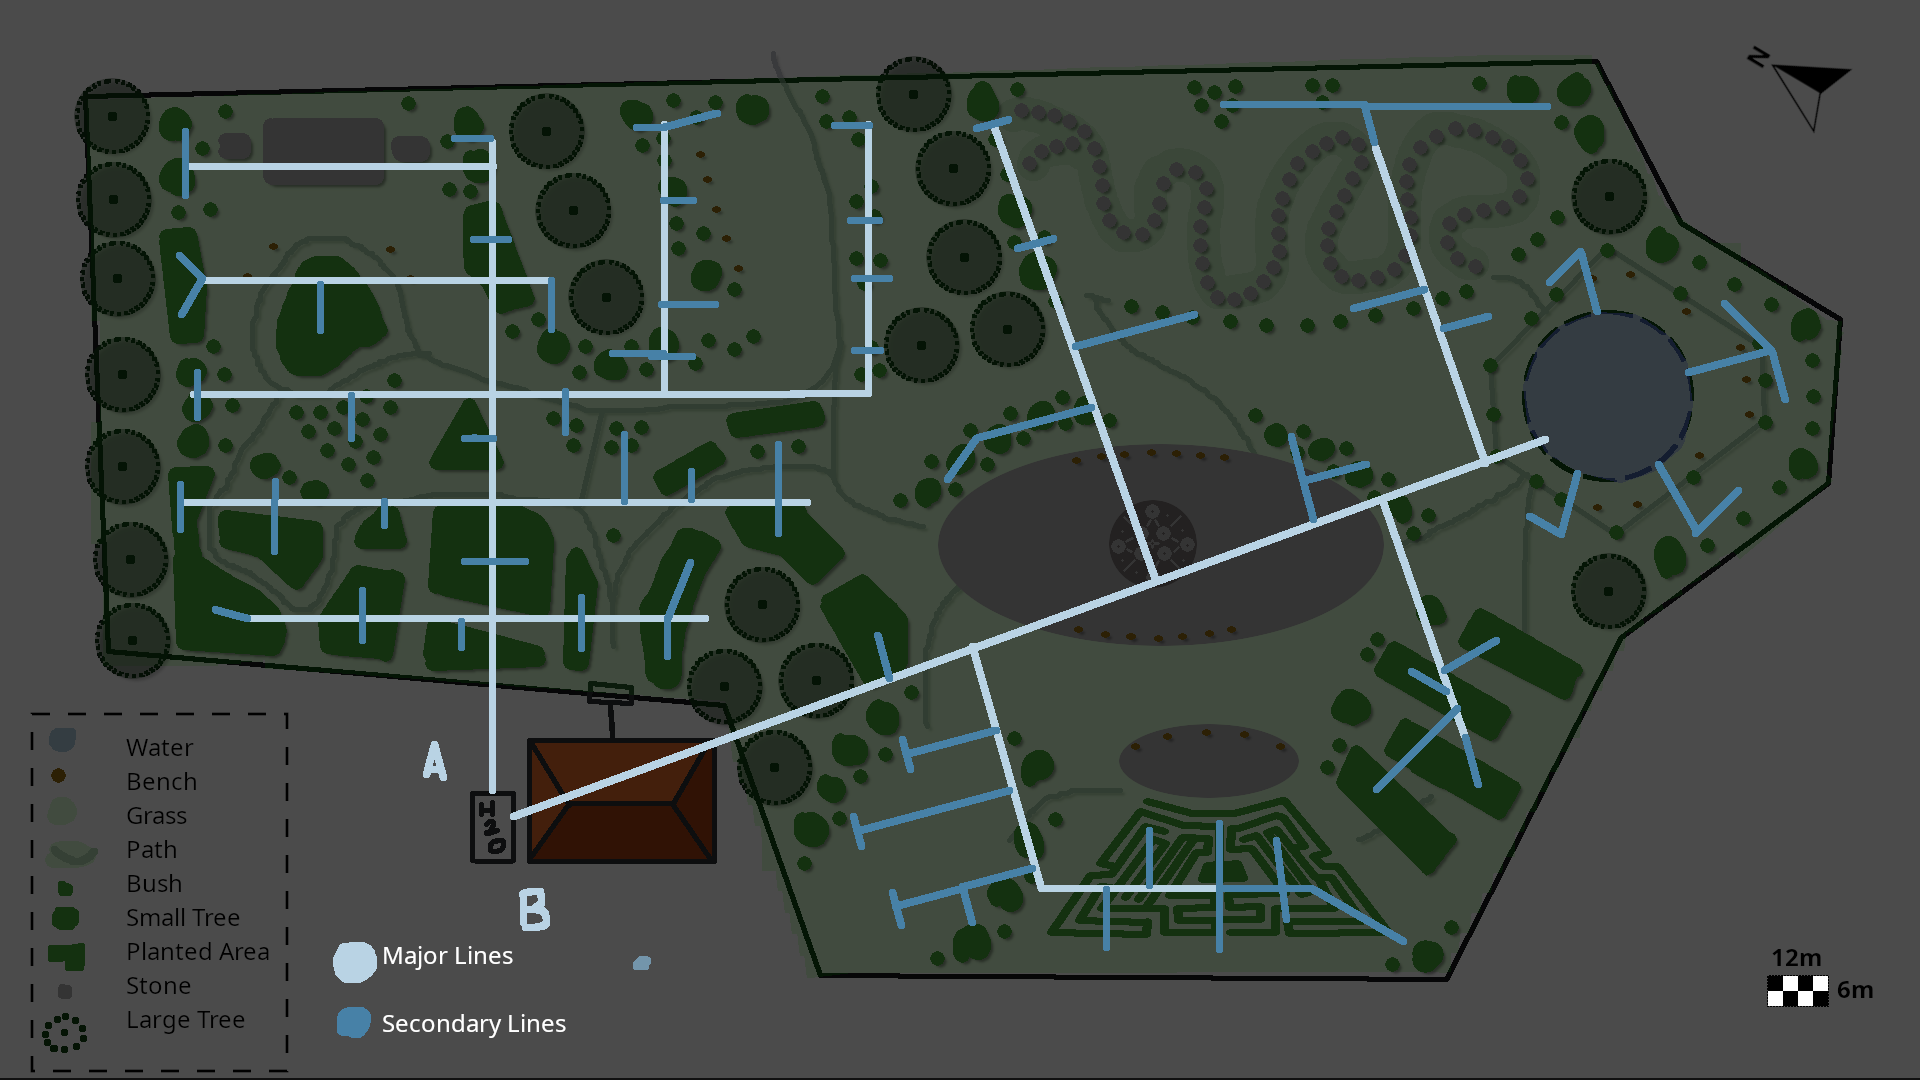 N
A
H
2
O
B
Water
Bench
Grass
Path
Bush
Small Tree
Planted Area
Stone
Large Tree
Major Lines
Secondary Lines
12m
6m